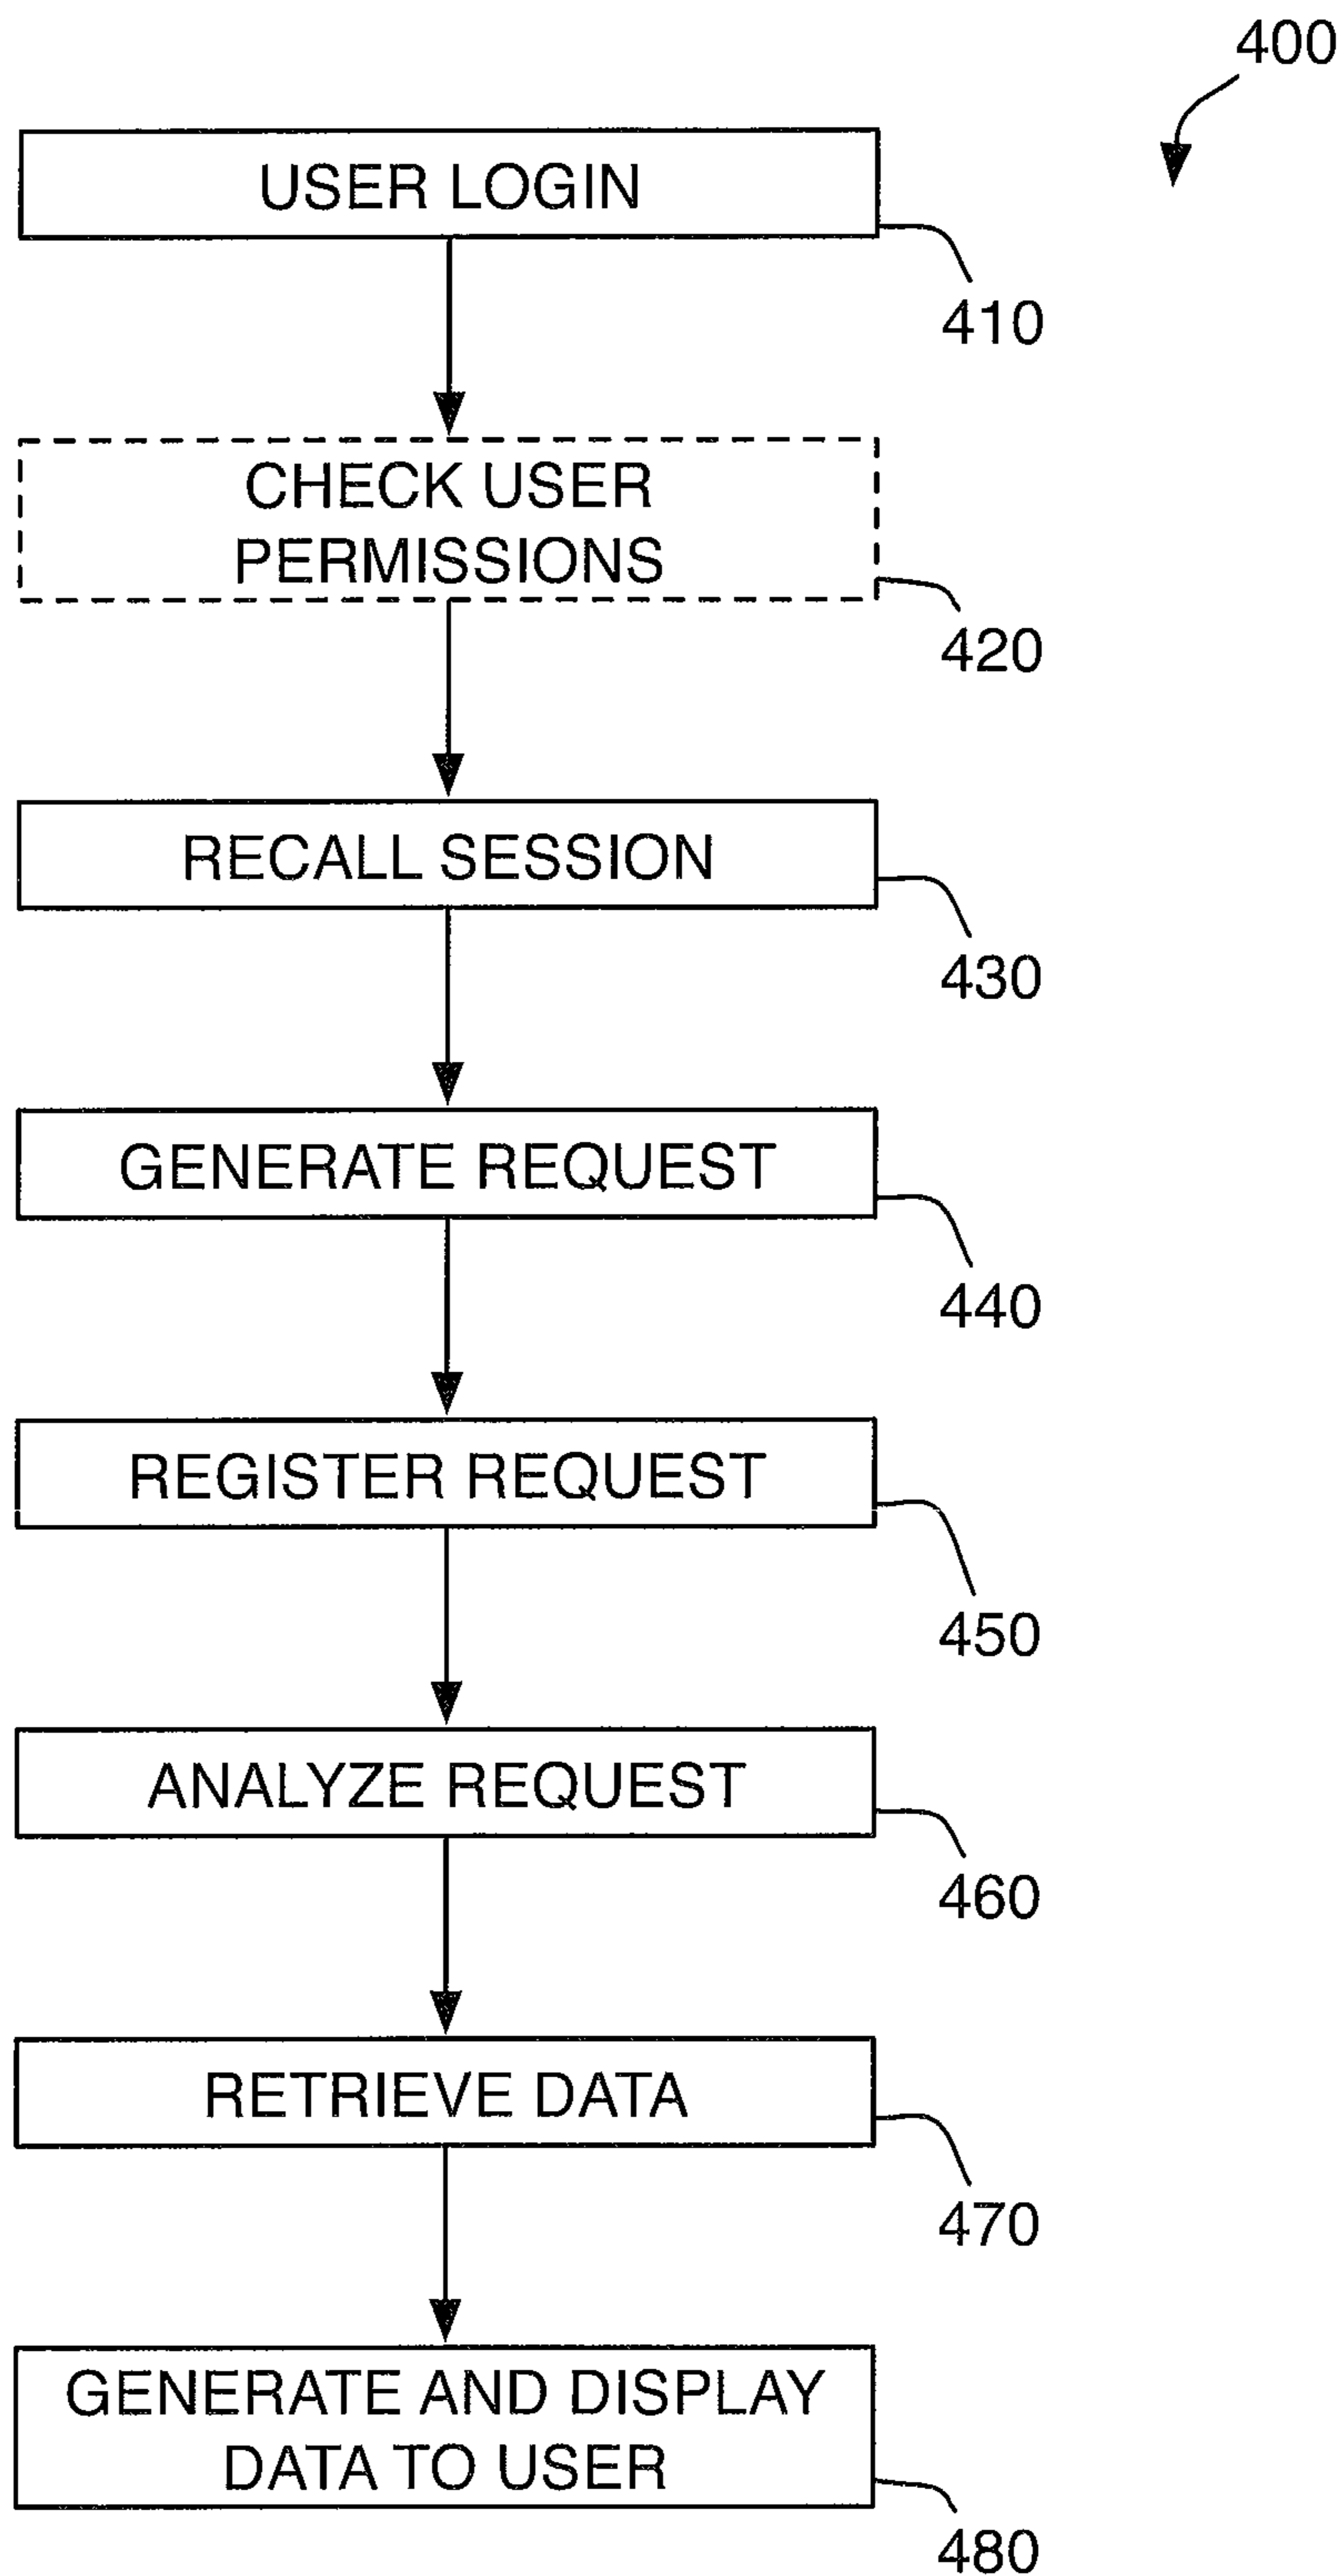 400
USER LOGIN
410
CHECK USER
PERMISSIONS
420
RECALL SESSION
430
GENERATE REQUEST
440
REGISTER REQUEST
450
ANALYZE REQUEST
460
RETRIEVE DATA
470
GENERATE AND DISPLAY
DATA TO USER
480